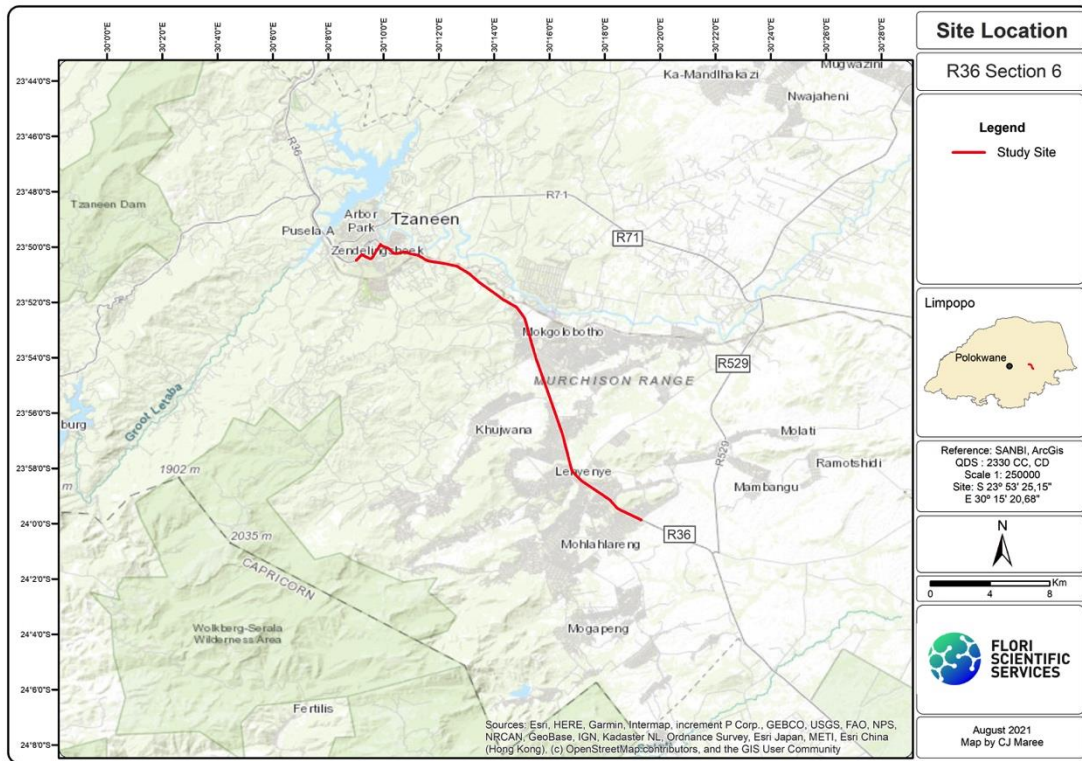 30°0'0"E
30°2'0"E
30°4'0"E
30°6'0"E
30°8'0"E
30°10'0"E
30°12'0"E
30°14'0"E
30°16'0"E
30°18'0"E
30°20'0"E
30°22'0"E
30°24'0"E
30°26'0"E
30°28'0"E
23°44'0"S
23°46'0"S
23°48'0"S
23°50'0"S
23°52'0"S
23°54'0"S
23°56'0"S
23°58'0"S
24°0'0"S
24°2'0"S
24°4'0"S
24°6'0"S
24°8'0"S
Mugwazini
Ka-Mandhlakazi
Nwajaheni
R36
R71
Tzaneen Dam
Arbor
Park
Tzaneen
Pusela A
R71
Zendelingsboek
Mokgolobotho
R529
MURCHISON RANGE
Groot Letaba
burg
Khujwana
Molati
R529
Ramotshidi
1902 m
m
Lenyenye
Mambangu
2035 m
R36
Mohlahlareng
CAPRICORN
Wolkberg-Serala
Wilderness Area
Mogapeng
Fertilis
Sources: Esri, HERE, Garmin, Intermap, increment P Corp., GEBCO, USGS, FAO, NPS,
NRCAN, GeoBase, IGN, Kadaster NL, Ordnance Survey, Esri Japan, METI, Esri China
(Hong Kong), (c) OpenStreetMap contributors, and the GIS User Community
Site Location
R36 Section 6
Legend
Study Site
Limpopo
Polokwane
Reference: SANBI, ArcGis
QDS : 2330 CC, CD
Scale 1: 250000
Site: S 23º 53' 25,15"
E 30º 15' 20,68"
N
Km
0 4 8
FLORI
SCIENTIFIC
SERVICES
August 2021
Map by CJ Maree